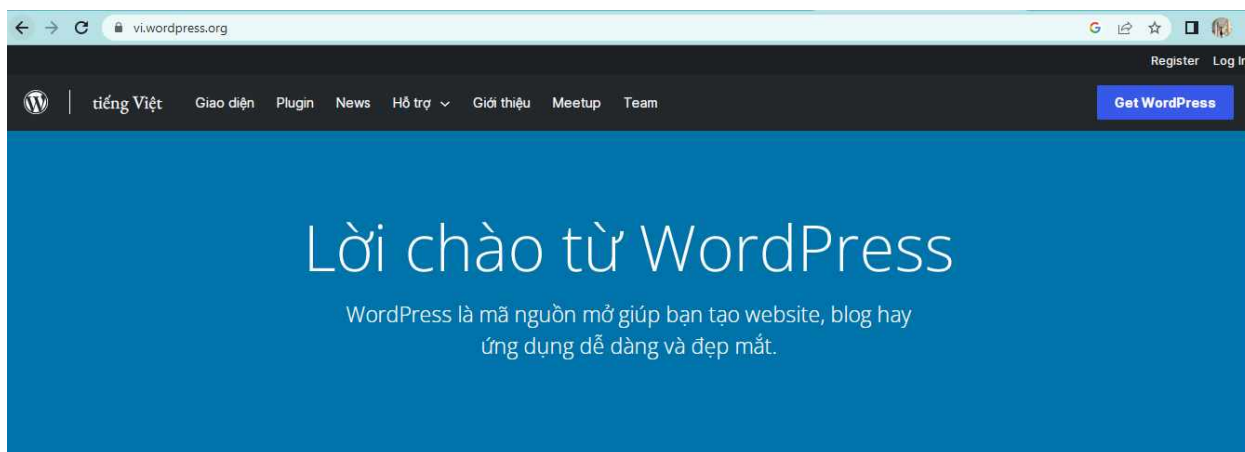 vi.wordpress.org
Register Log In
tiếng Việt Giao diện Plugin News Hỗ trợ Giới thiệu Meetup Team Get WordPress
Lời chào từ WordPress
WordPress là mã nguồn mở giúp bạn tạo website, blog hay
ứng dụng dễ dàng và đẹp mắt.